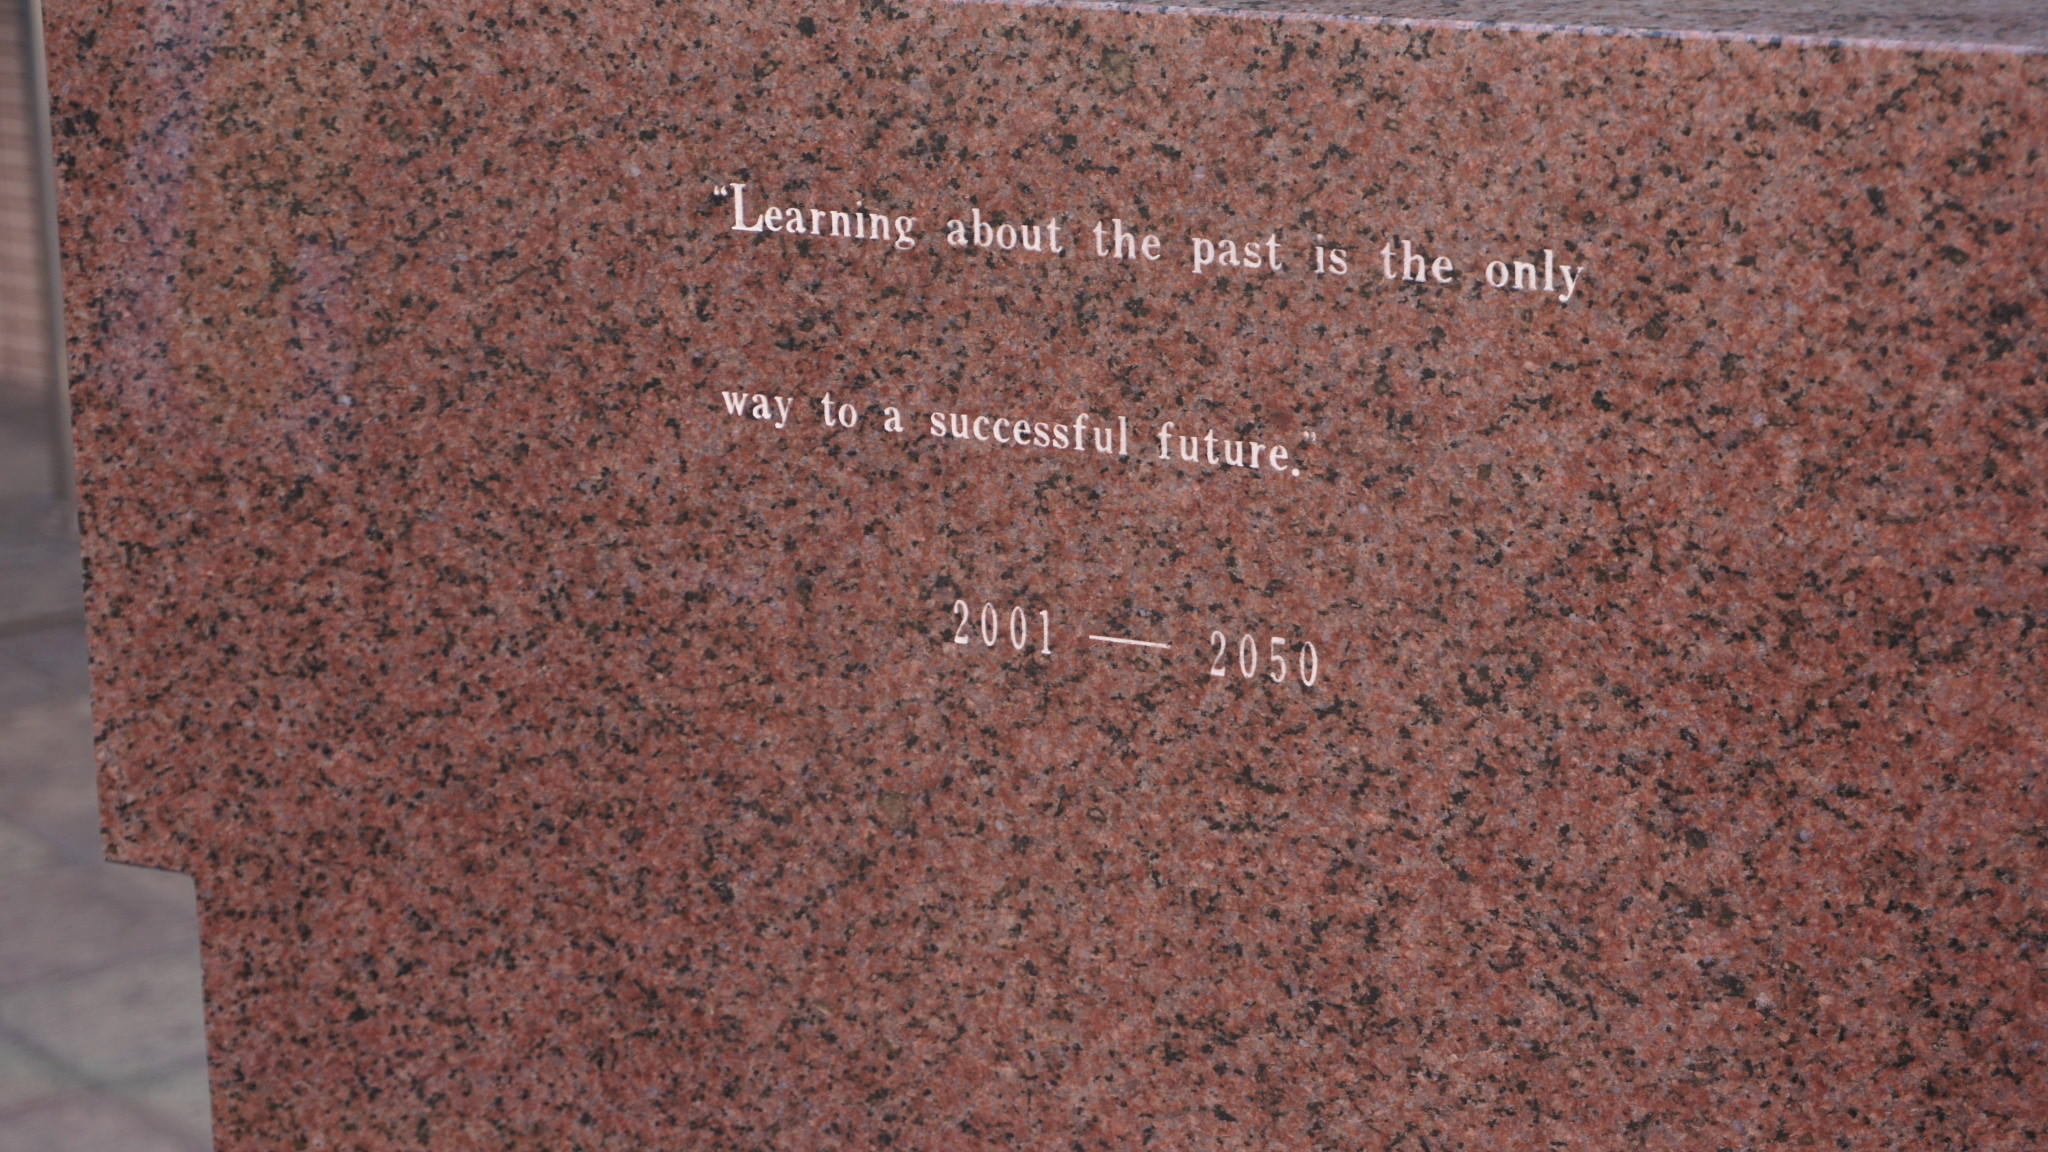 “Learning about the past is the only
way to a successful future.”
2001 — 2050